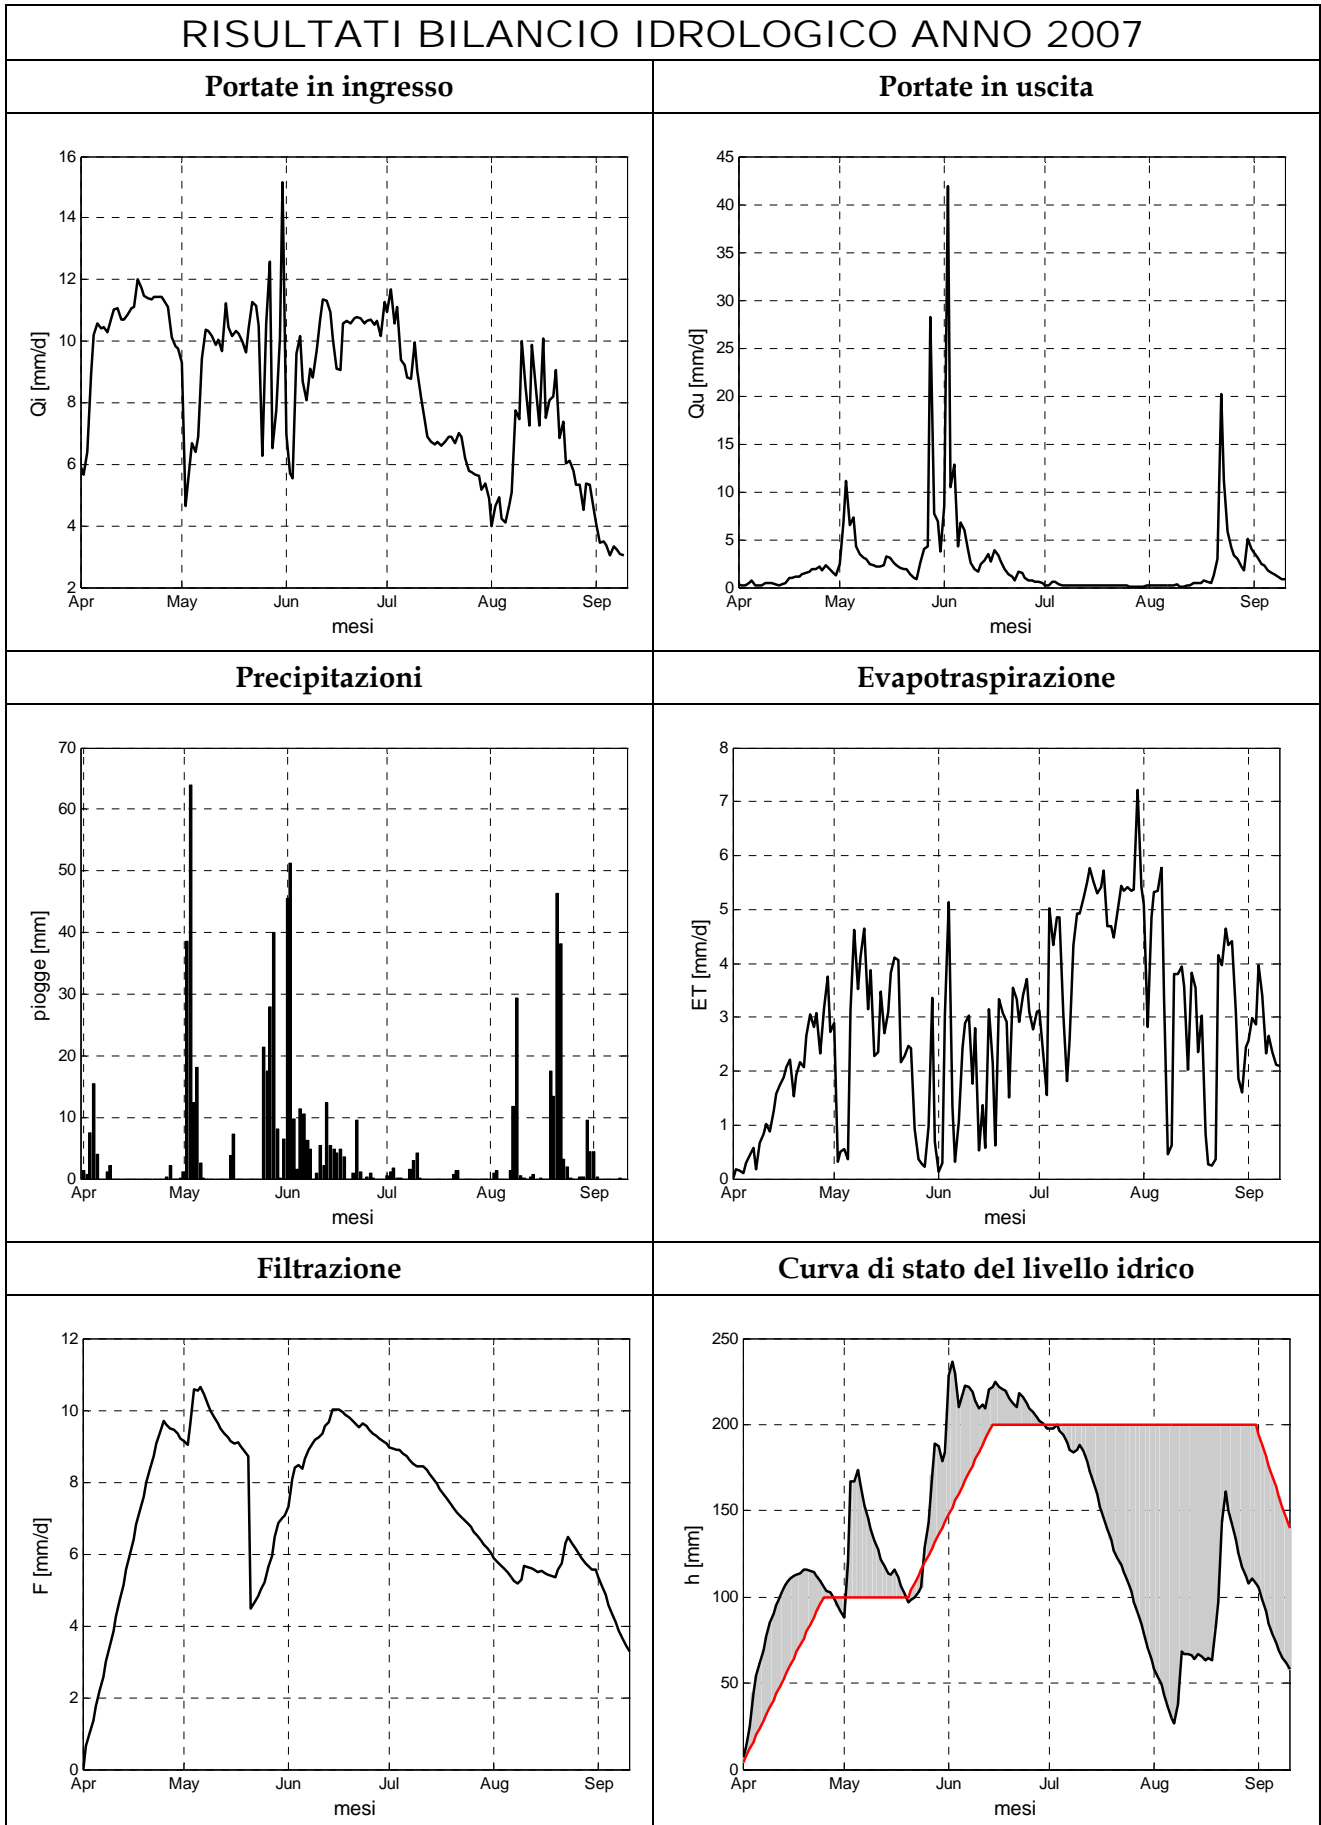 RISULTATI BILANCIO IDROLOGICO ANNO 2007
Portate in ingresso
Portate in uscita
16
14
12
10
8
6
4
2
Qi [mm/d]
Apr May Jun Jul Aug Sep
mesi
45
40
35
30
25
20
15
10
5
0
Qu [mm/d]
Apr May Jun Jul Aug Sep
mesi
Precipitazioni
Evapotraspirazione
70
60
50
40
30
20
10
0
piogge [mm]
Apr May Jun Jul Aug Sep
mesi
8
7
6
5
4
3
2
1
0
ET [mm/d]
Apr May Jun Jul Aug Sep
mesi
Filtrazione
Curva di stato del livello idrico
12
10
8
6
4
2
0
F [mm/d]
Apr May Jun Jul Aug Sep
mesi
250
200
150
100
50
0
h [mm]
Apr May Jun Jul Aug Sep
mesi